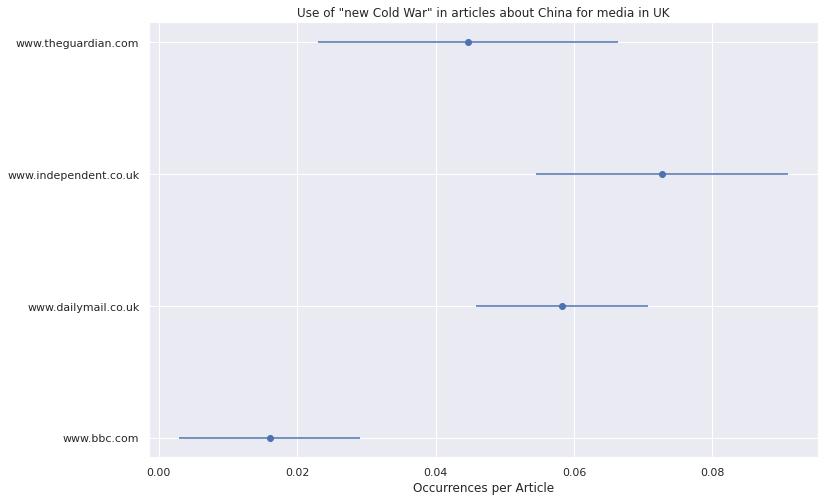 Use of "new Cold War" in articles about China for media in UK
www.theguardian.com
www.independent.co.uk
www.dailymail.co.uk
www.bbc.com
0.00 0.02 0.04 0.06 0.08
Occurrences per Article